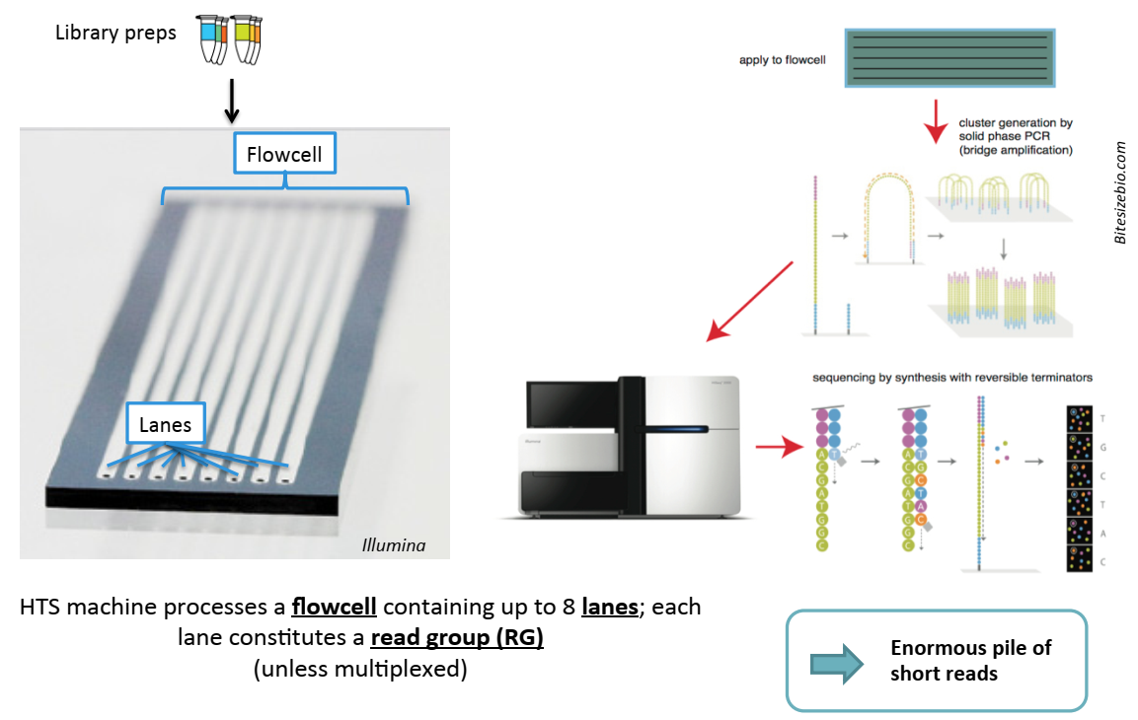 Library preps
Flowcell
Lanes
Illumina
HTS machine processes a flowcell containing up to 8 lanes; each
lane constitutes a read group (RG)
(unless multiplexed)
apply to flowcell
cluster generation by
solid phase PCR
(bridge amplification)
Bitesizebio.com
sequencing by synthesis with reversible terminators
A T
C
G
A
T
G
G
C
A T
C G
G C
A T
T A
G C
G
C
T
G
C
T
A
C
Enormous pile of
short reads